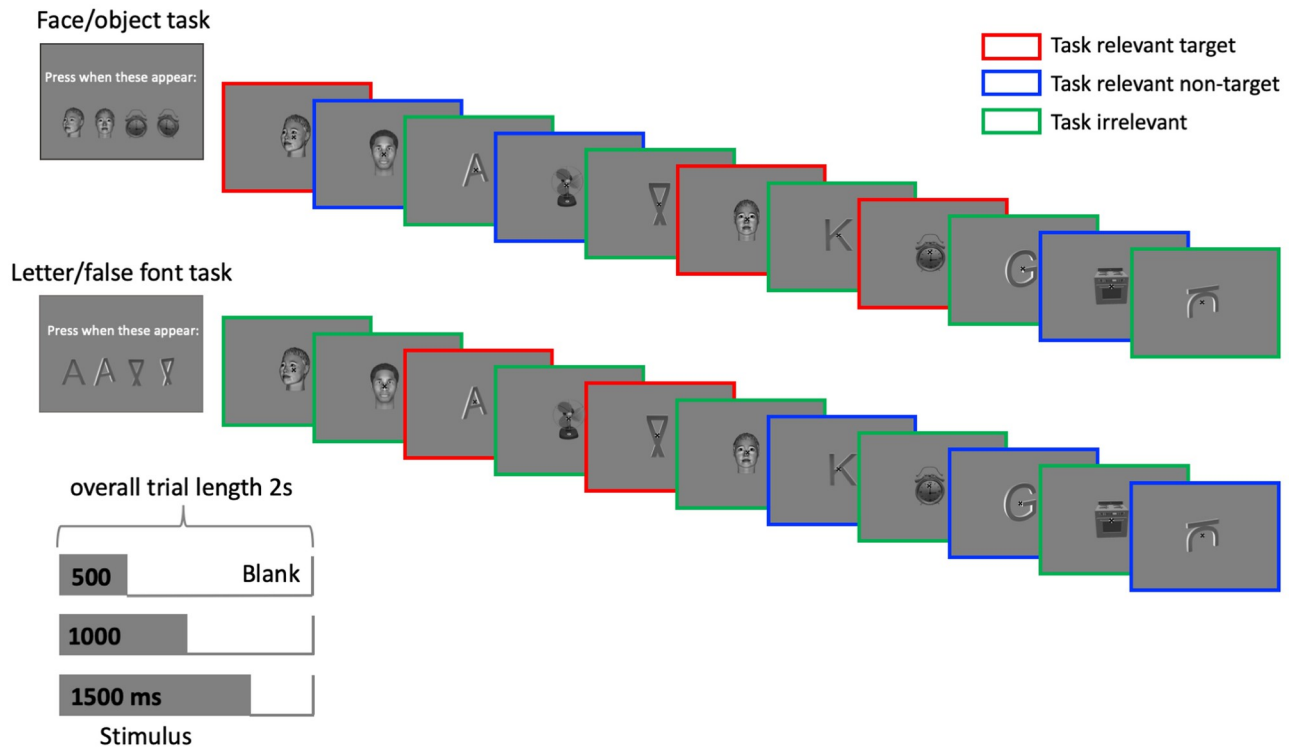 Face/object task
Press when these appear:
Task relevant target
Task relevant non-target
Task irrelevant
A
K
G
Letter/false font task
Press when these appear:
A A
A
K
G
overall trial length 2s
500
Blank
1000
1500 ms
Stimulus